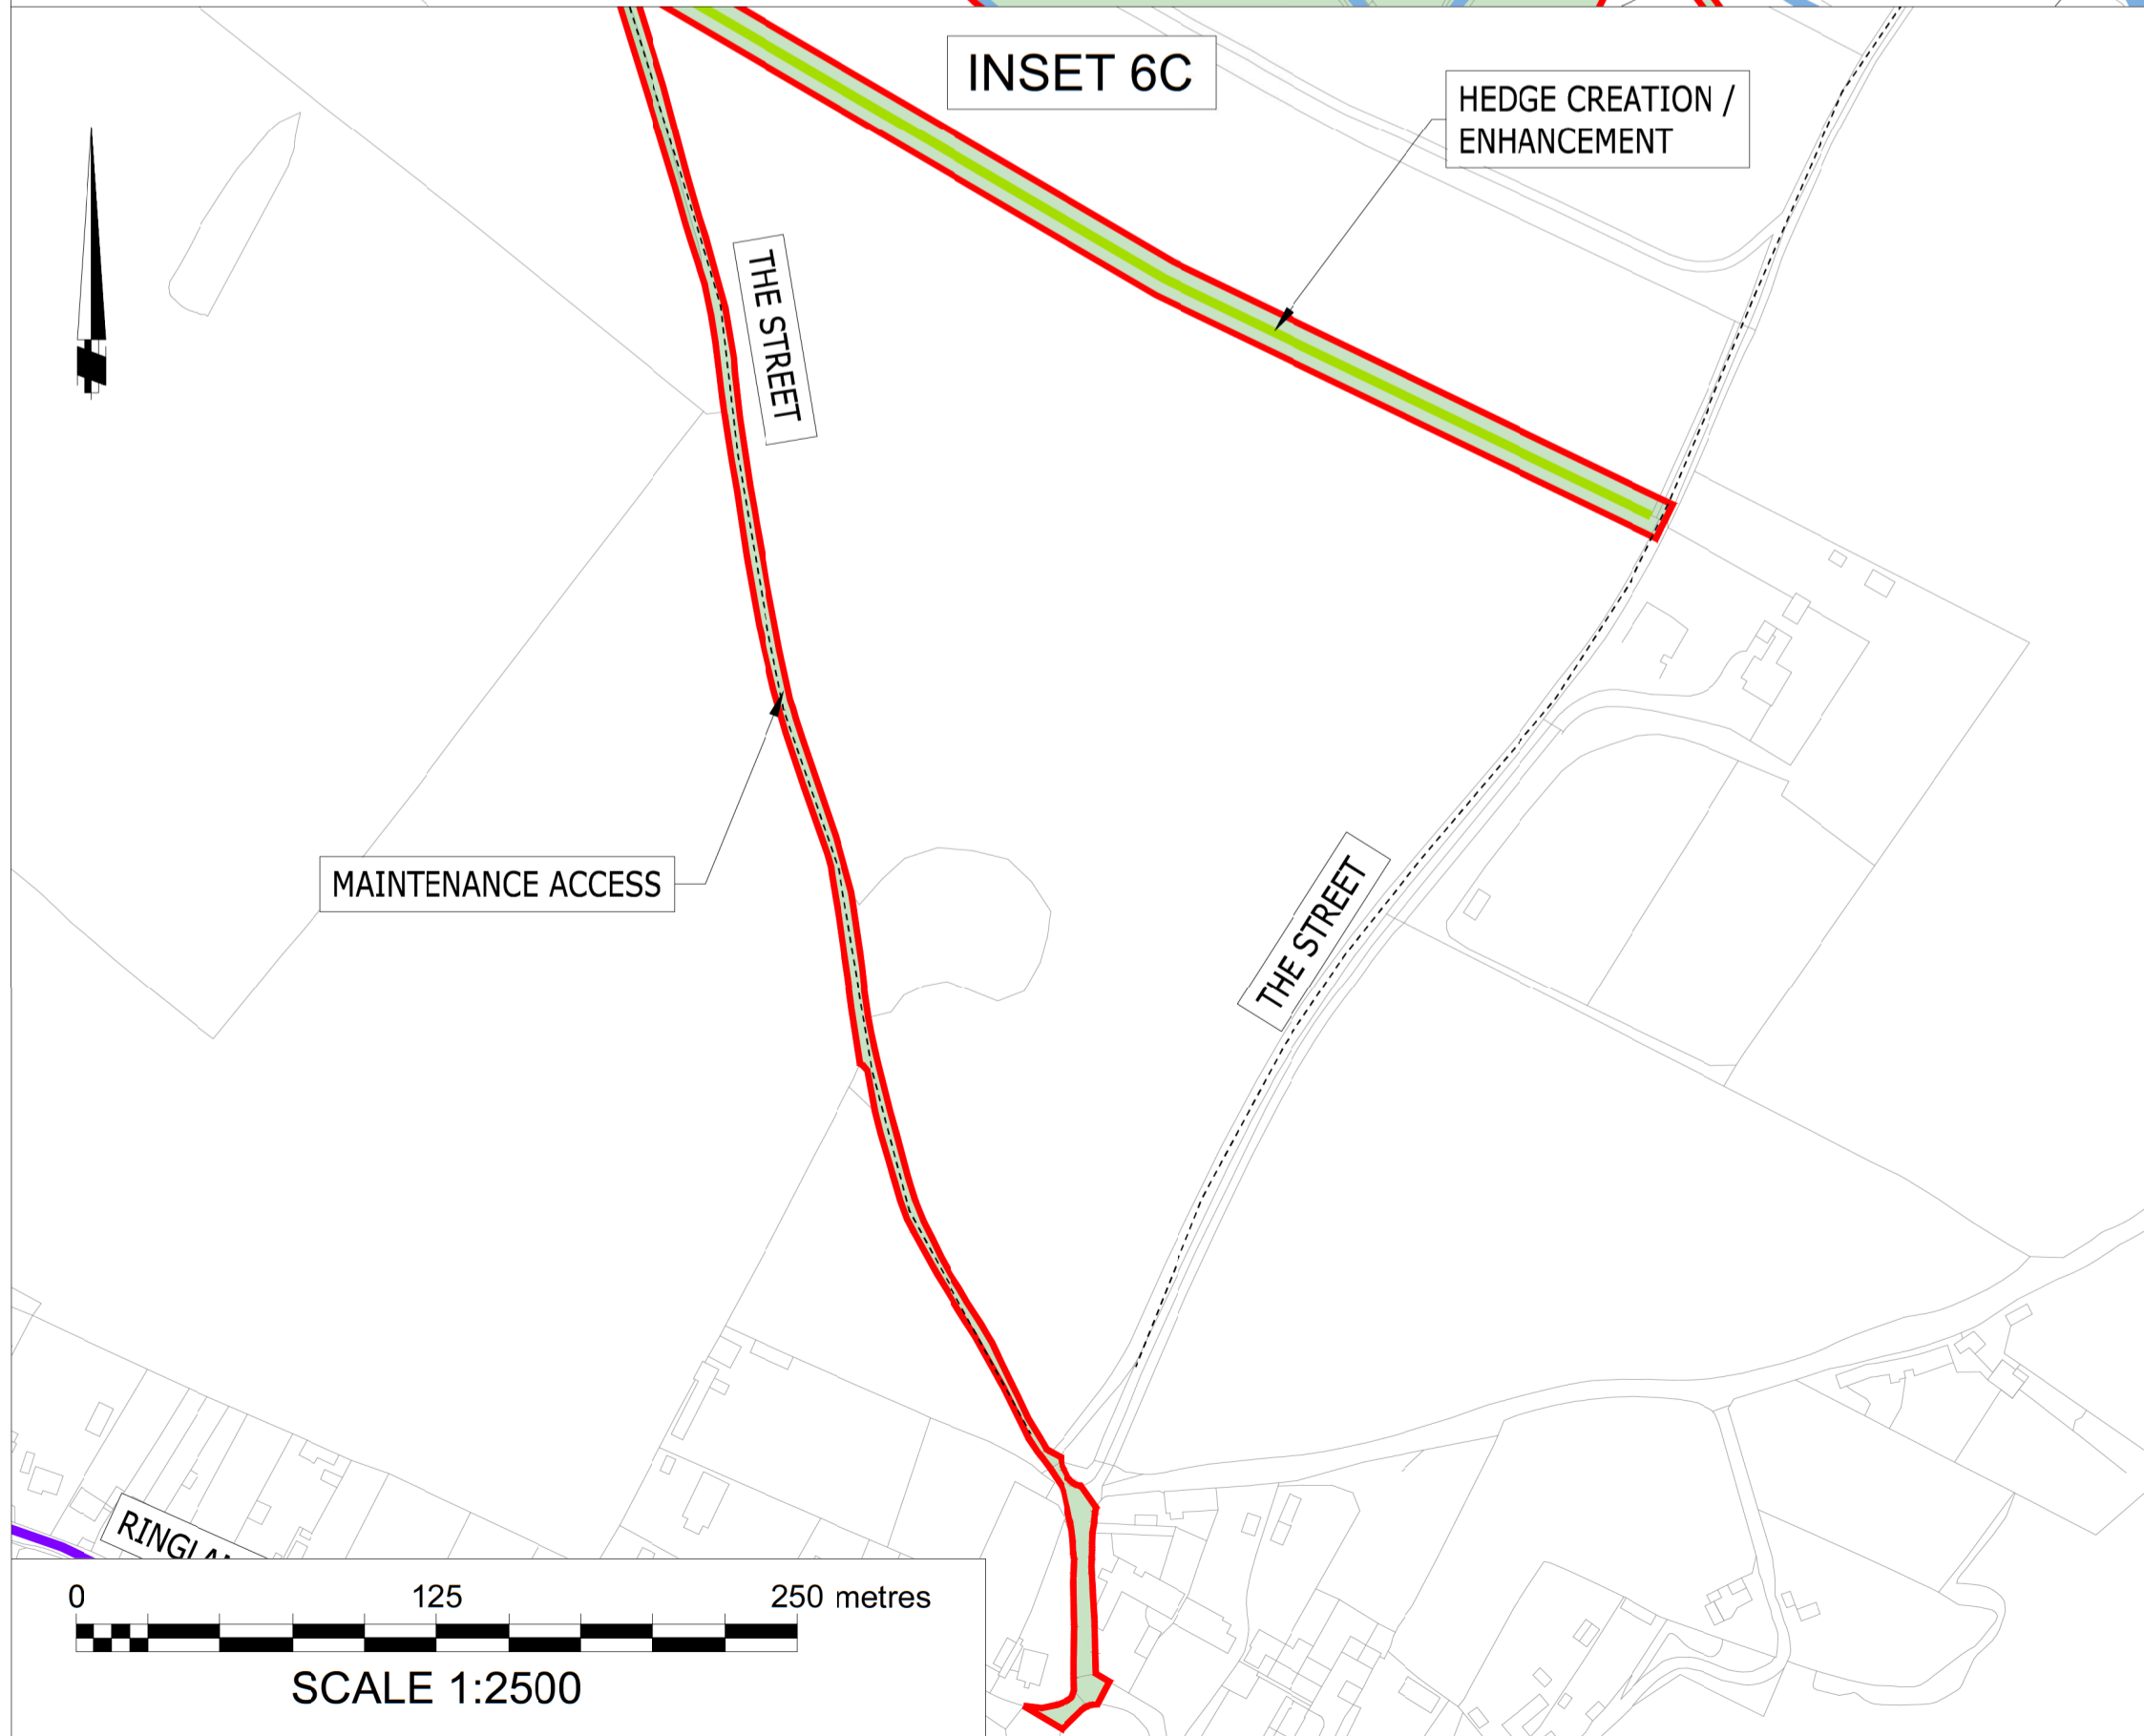 INSET 6C
HEDGE CREATION /
ENHANCEMENT
THE STREET
MAINTENANCE ACCESS
THE STREET
0 125 250 metres
SCALE 1:2500